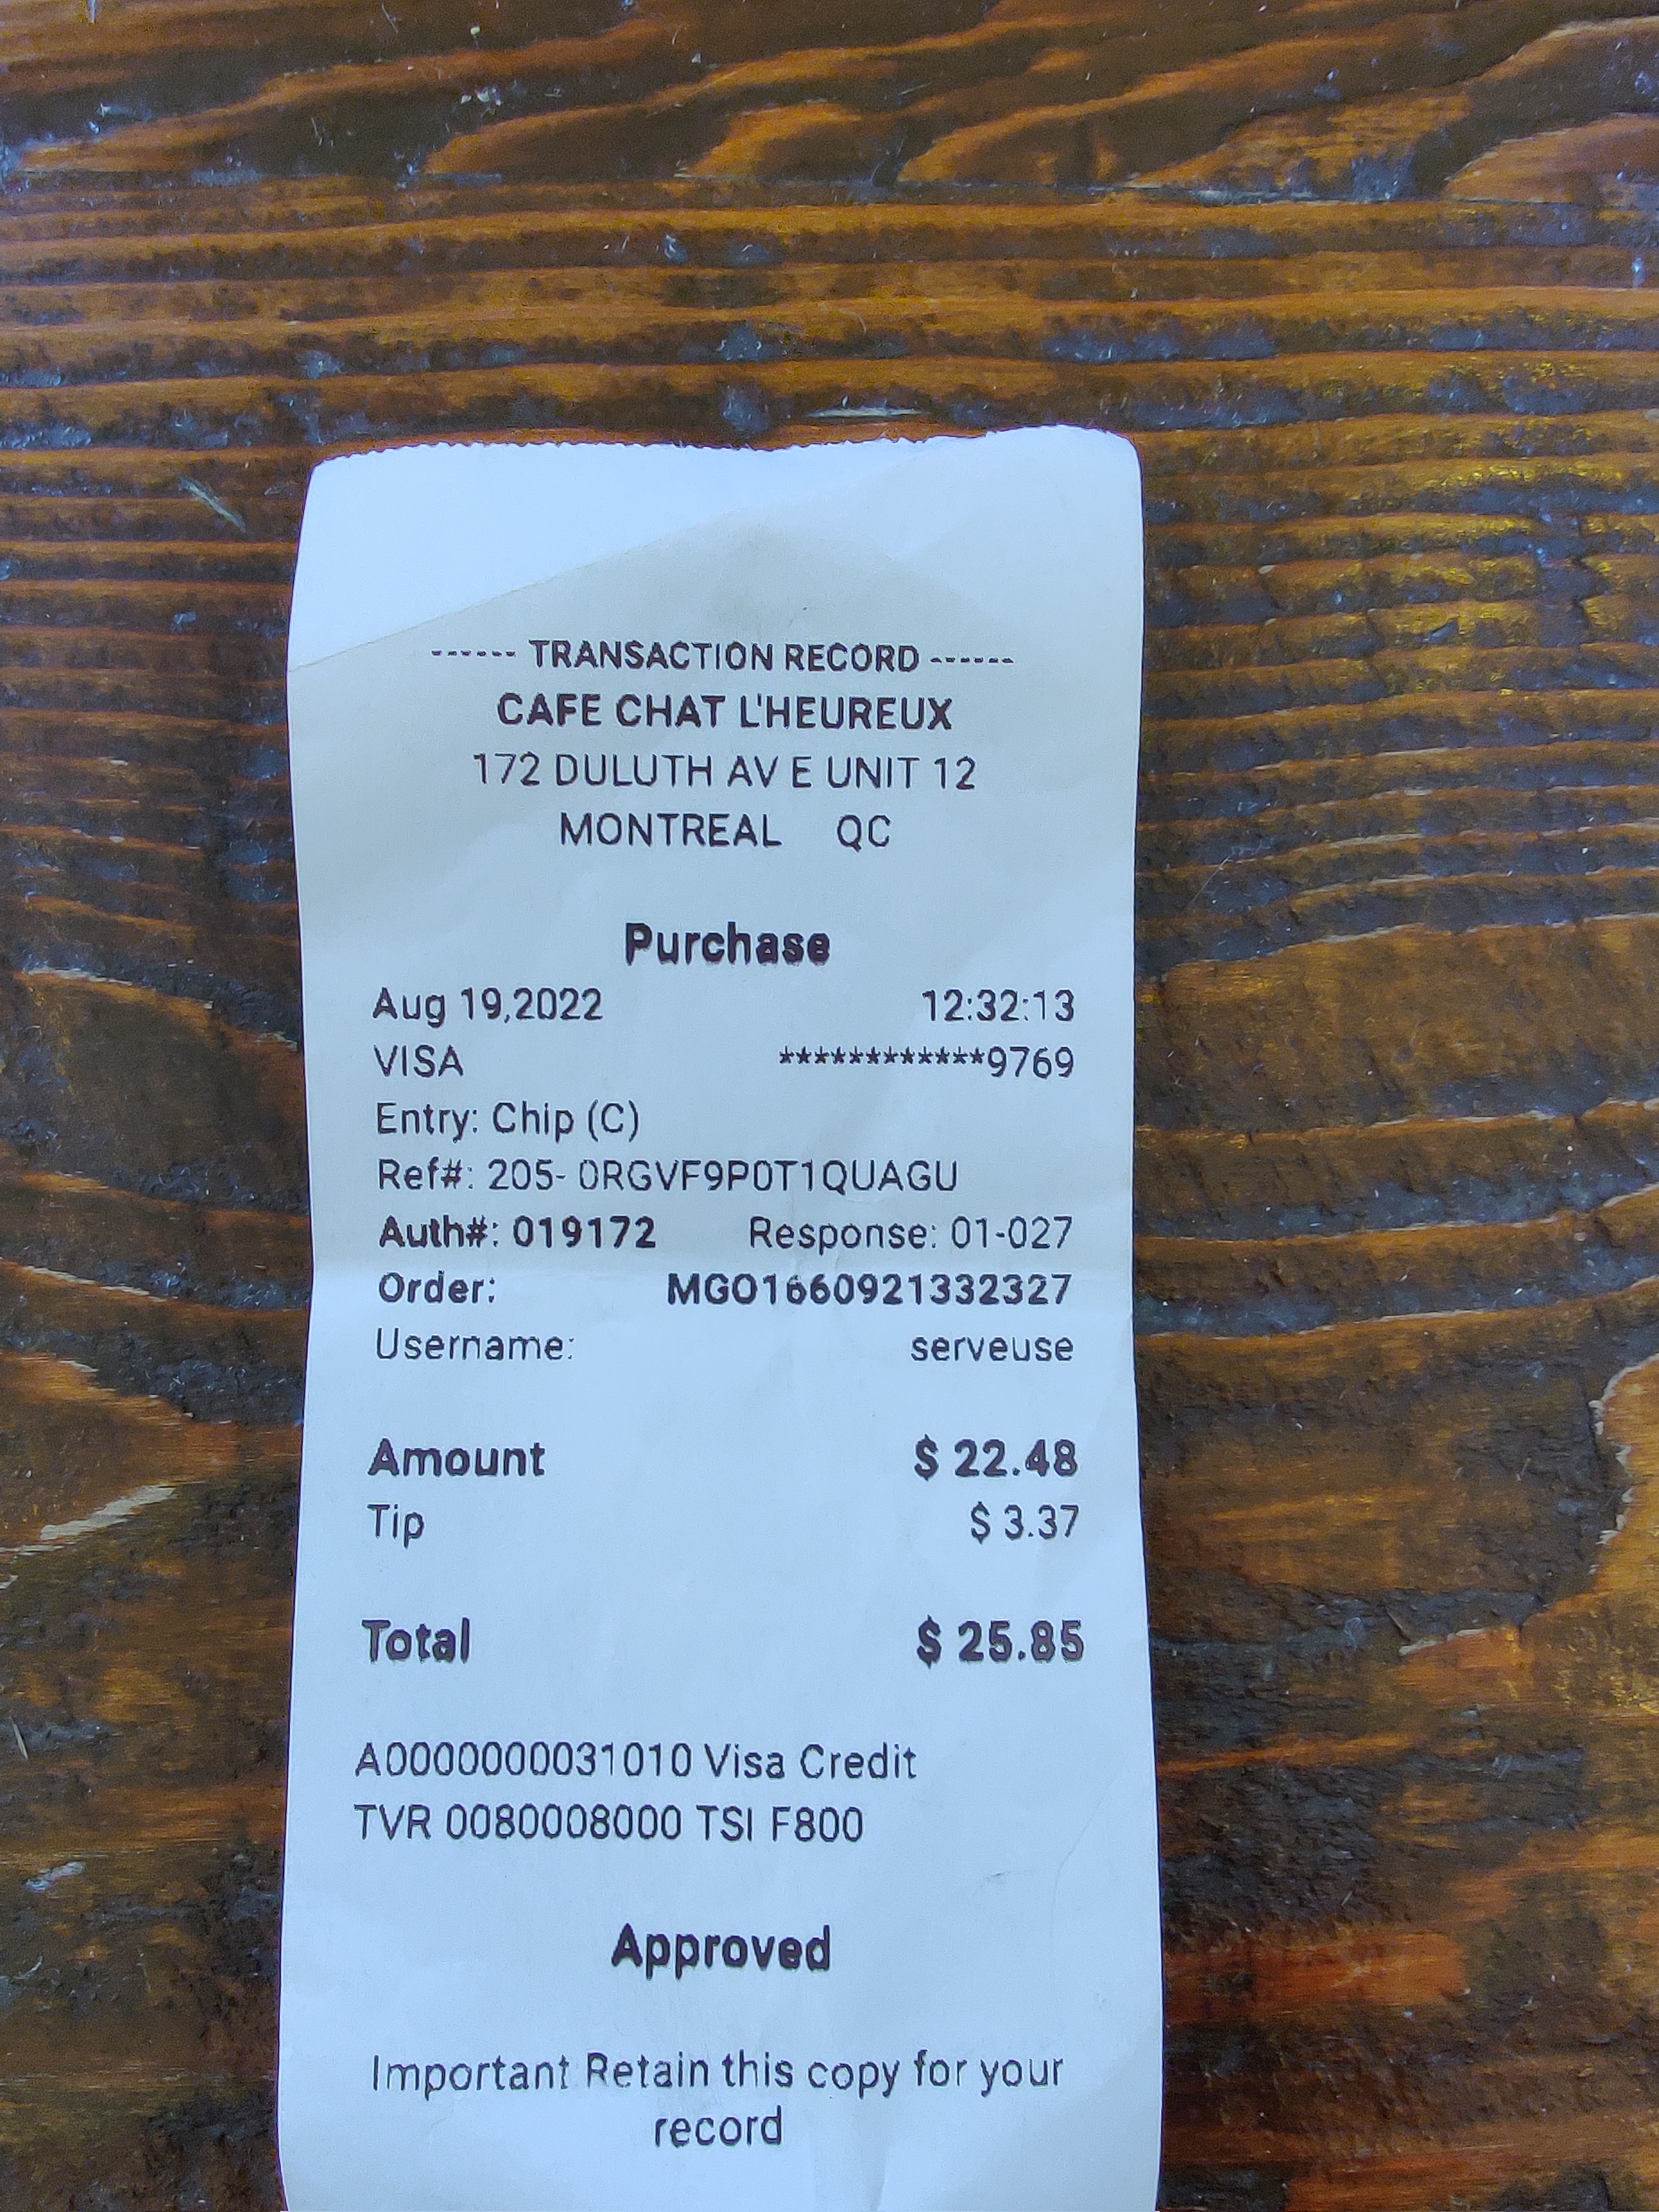 ------ TRANSACTION RECORD ------
CAFE CHAT L'HEUREUX
172 DULUTH AV E UNIT 12
MONTREAL QC
Purchase
Aug 19,2022 12:32:13
VISA ************9769
Entry: Chip (C)
Ref#: 205- 0RGVF9P0T1QUAGU
Auth#: 019172 Response: 01-027
Order: MGO1660921332327
Username: serveuse
Amount $ 22.48
Tip $ 3.37
Total $ 25.85
A0000000031010 Visa Credit
TVR 0080008000 TSI F800
Approved
Important Retain this copy for your
record